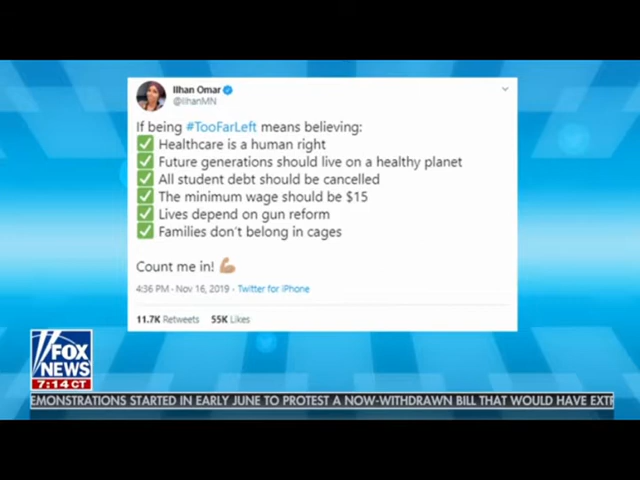 Ilhan Omar
@IlhanMN
If being #TooFarLeft means believing:
✅ Healthcare is a human right
✅ Future generations should live on a healthy planet
✅ All student debt should be cancelled
✅ The minimum wage should be $15
✅ Lives depend on gun reform
✅ Families don't belong in cages
Count me in! 💪🏽
4:36 PM · Nov 16, 2019 · Twitter for iPhone
11.7K Retweets 55K Likes
FOX
NEWS
7:14 CT
EMONSTRATIONS STARTED IN EARLY JUNE TO PROTEST A NOW-WITHDRAWN BILL THAT WOULD HAVE EXTR